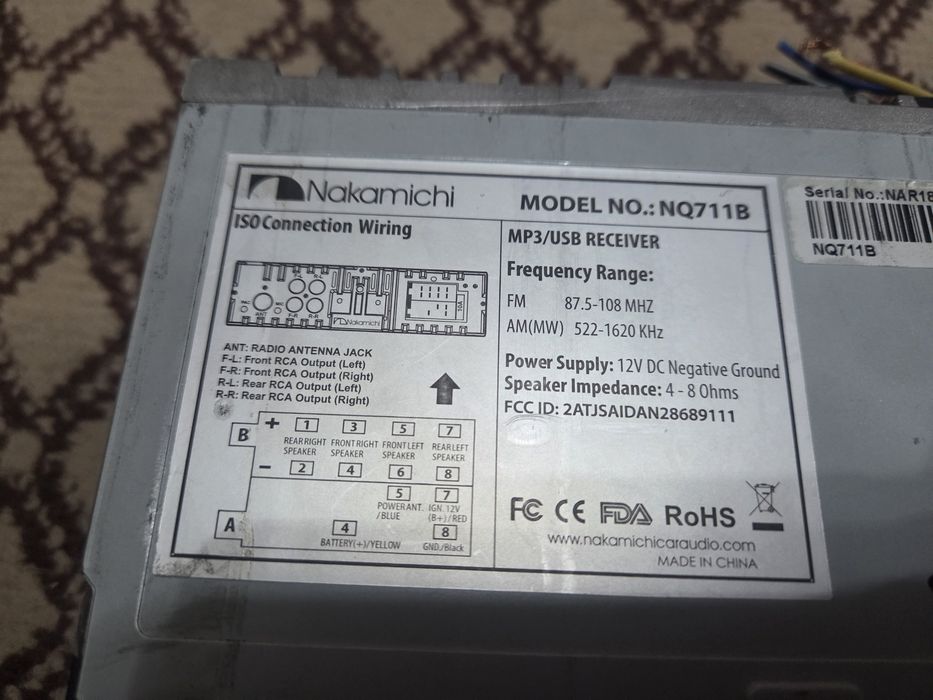 Nakamichi
MODEL NO.: NQ711B
Serial No.:NAR18
NQ711B
ISO Connection Wiring
MP3/USB RECEIVER
Frequency Range:
FM 87.5-108 MHZ
AM(MW) 522-1620 KHz
Power Supply: 12V DC Negative Ground
Speaker Impedance: 4 - 8 Ohms
FCC ID: 2ATJSAIDAN28689111
F-L R-L
ANT F-R R-R
Nakamichi
10A
ANT: RADIO ANTENNA JACK
F-L: Front RCA Output (Left)
F-R: Front RCA Output (Right)
R-L: Rear RCA Output (Left)
R-R: Rear RCA Output (Right)
B + 1 3 5 7
REAR RIGHT SPEAKER
FRONT RIGHT SPEAKER
FRONT LEFT SPEAKER
REAR LEFT SPEAKER
- 2 4 6 8
A
5 7
POWER ANT. /BLUE
IGN. 12V (B+)/RED
4 8
BATTERY(+)/YELLOW
GND/Black
FC CE FDA RoHS
www.nakamichicaraudio.com
MADE IN CHINA